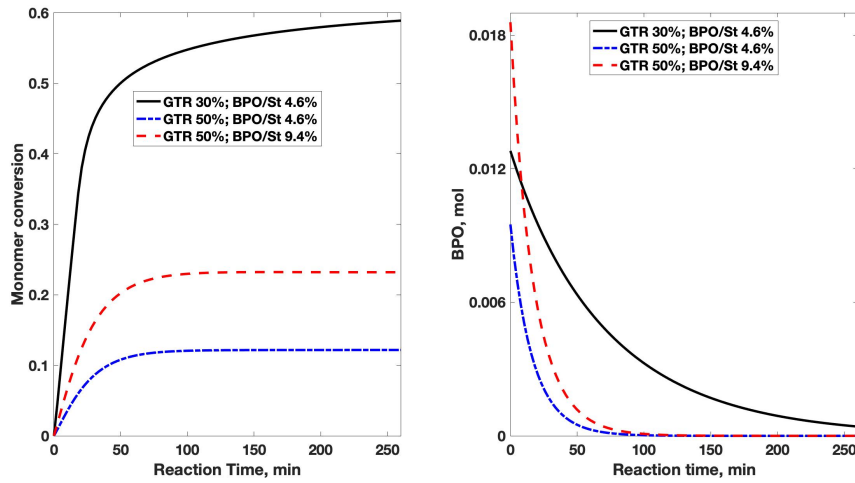 0.6
0.5
0.4
0.3
0.2
0.1
0
Monomer conversion
GTR 30%; BPO/St 4.6%
GTR 50%; BPO/St 4.6%
GTR 50%; BPO/St 9.4%
0 50 100 150 200 250
Reaction Time, min
0.018
0.012
0.006
0
BPO, mol
GTR 30%; BPO/St 4.6%
GTR 50%; BPO/St 4.6%
GTR 50%; BPO/St 9.4%
0 50 100 150 200 250
Reaction time, min